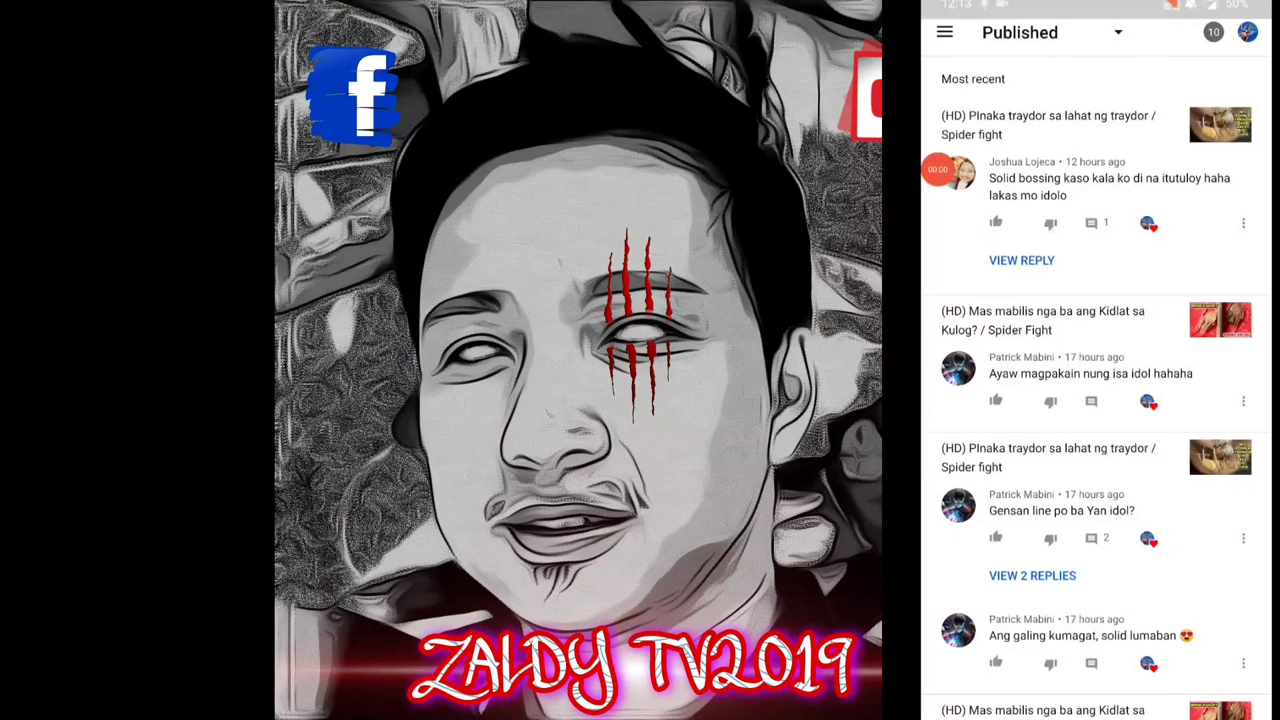 f
ZALDY TV2019
12:13
50%
Published
10
Most recent
(HD) PInaka traydor sa lahat ng traydor /
Spider fight
00:00
Joshua Lojeca • 12 hours ago
Solid bossing kaso kala ko di na itutuloy haha
lakas mo idolo
1
VIEW REPLY
(HD) Mas mabilis nga ba ang Kidlat sa
Kulog? / Spider Fight
Patrick Mabini • 17 hours ago
Ayaw magpakain nung isa idol hahaha
(HD) PInaka traydor sa lahat ng traydor /
Spider fight
Patrick Mabini • 17 hours ago
Gensan line po ba Yan idol?
2
VIEW 2 REPLIES
Patrick Mabini • 17 hours ago
Ang galing kumagat, solid lumaban 😍
(HD) Mas mabilis nga ba ang Kidlat sa